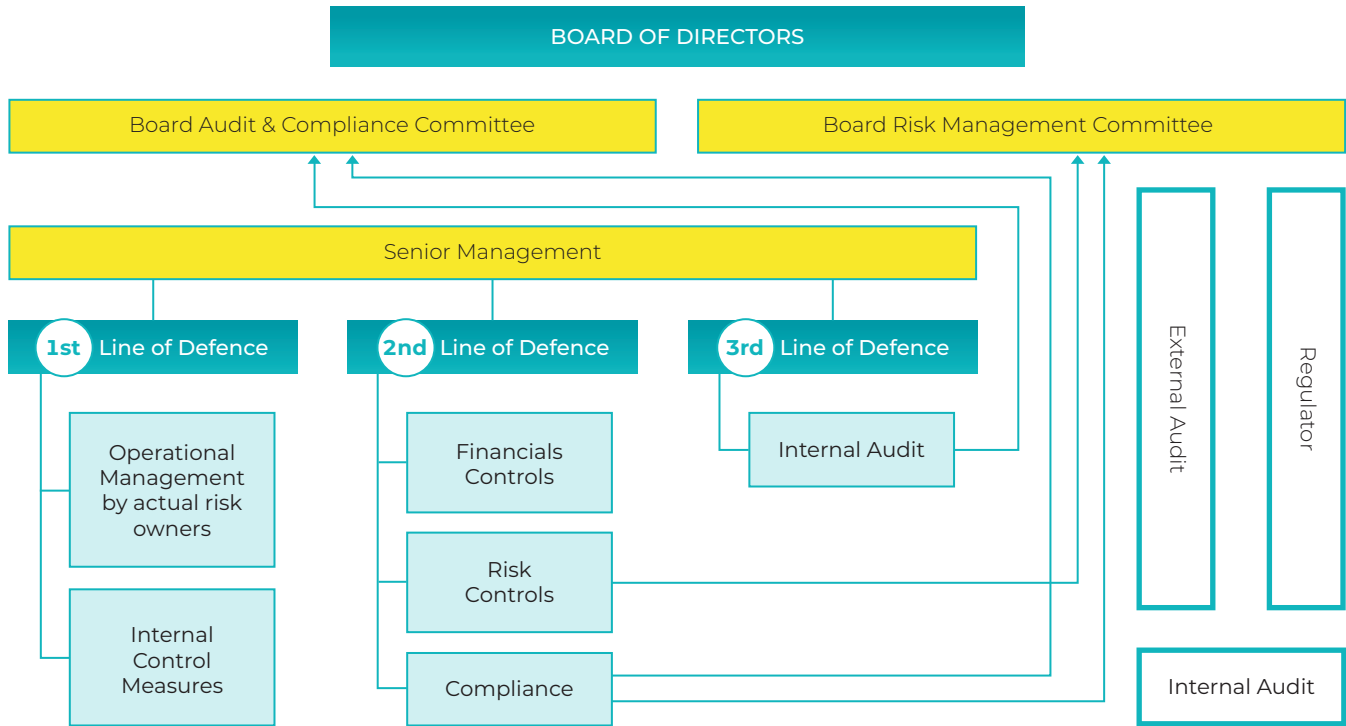 BOARD OF DIRECTORS
Board Audit & Compliance Committee
Board Risk Management Committee
Senior Management
1st Line of Defence
2nd Line of Defence
3rd Line of Defence
Operational
Management
by actual risk
owners
Internal
Control
Measures
Financials
Controls
Risk
Controls
Compliance
Internal Audit
External Audit
Regulator
Internal Audit